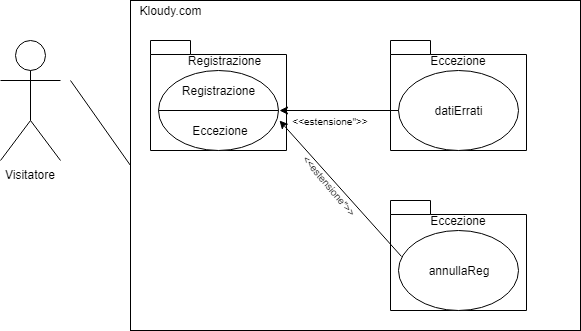 Kloudy.com
Registrazione
Registrazione
Eccezione
Eccezione
datiErrati
<<estensione">>
<<estensione">>
Visitatore
Eccezione
annullaReg